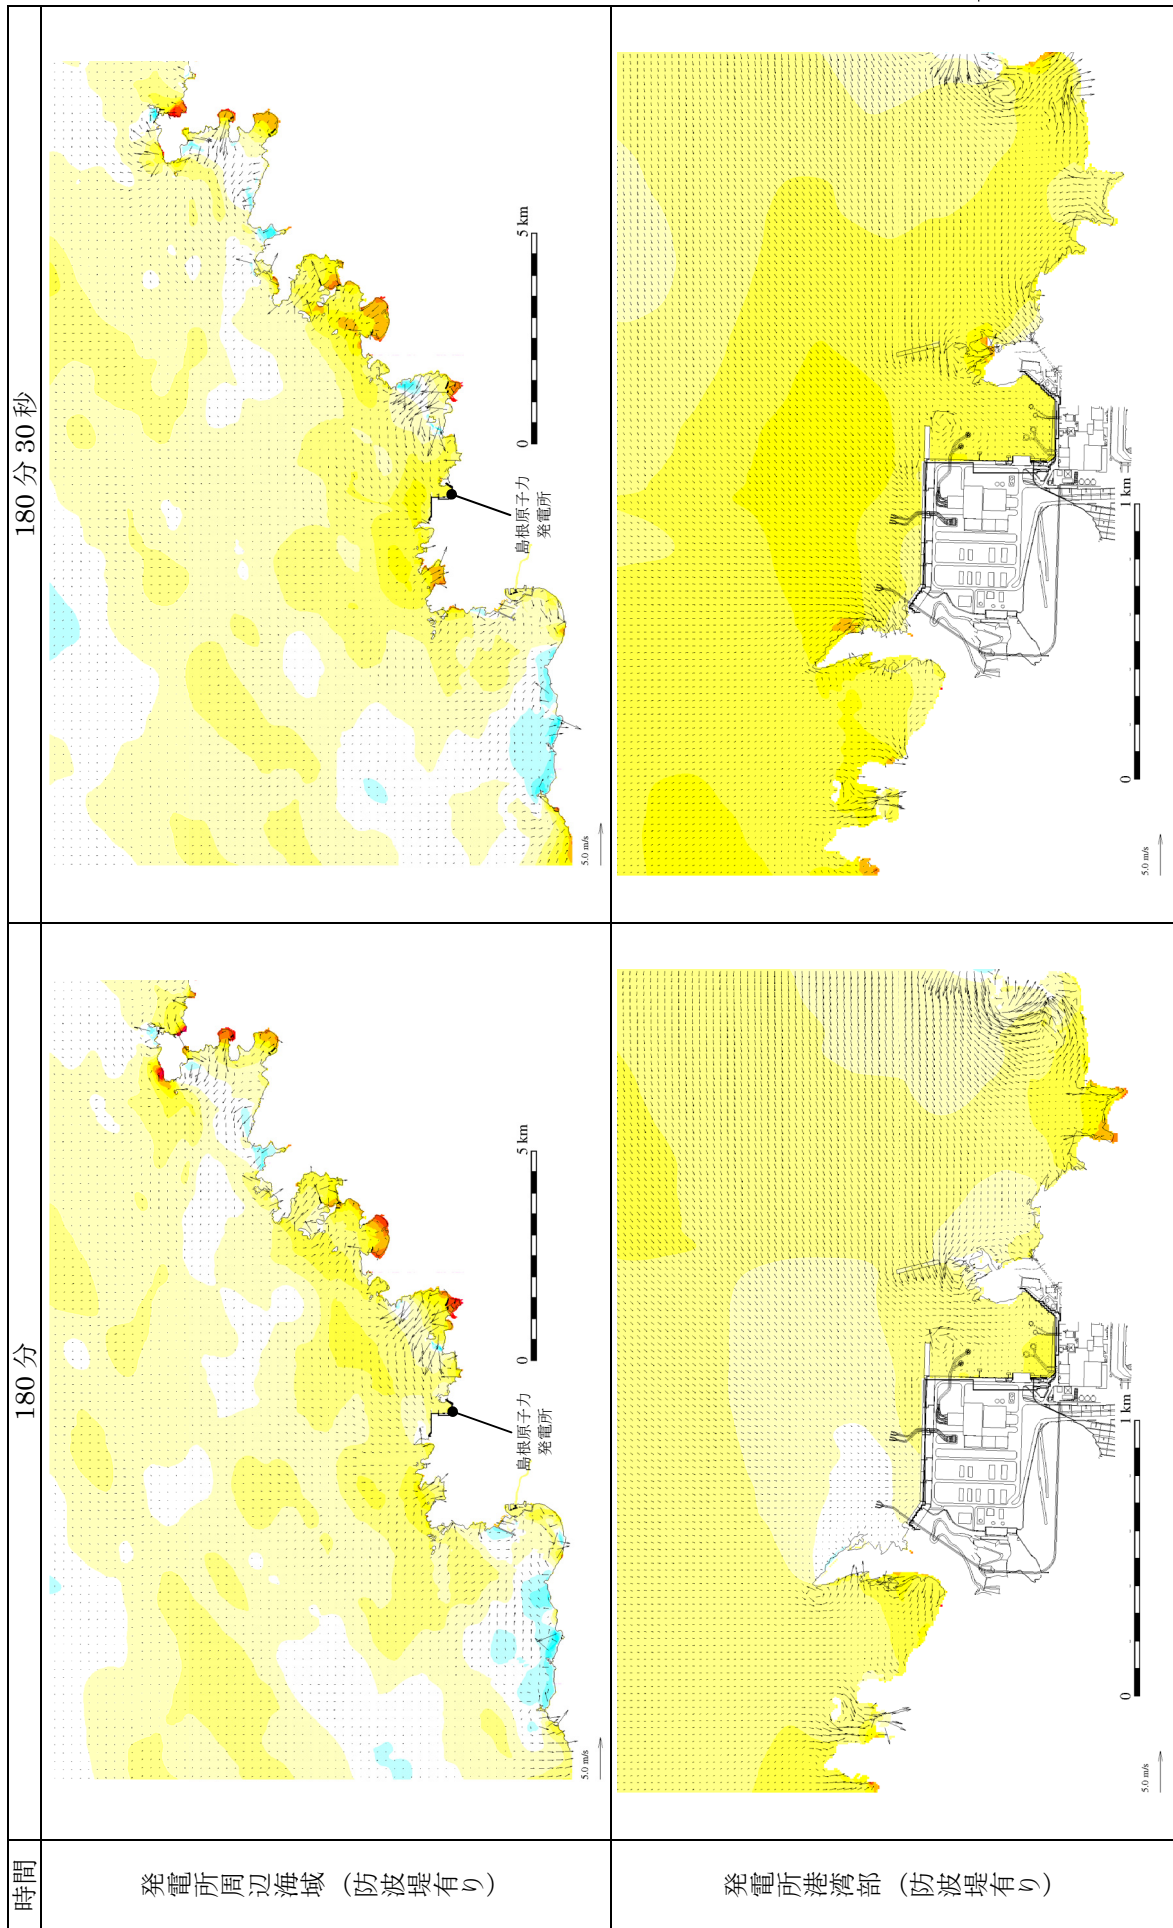 時間
180分
180分30秒
発電所周辺海域（防波堤有り）
島根原子力
発電所
0
5 km
5.0 m/s
島根原子力
発電所
0
5 km
5.0 m/s
発電所港湾部（防波堤有り）
0
1 km
5.0 m/s
0
1 km
5.0 m/s